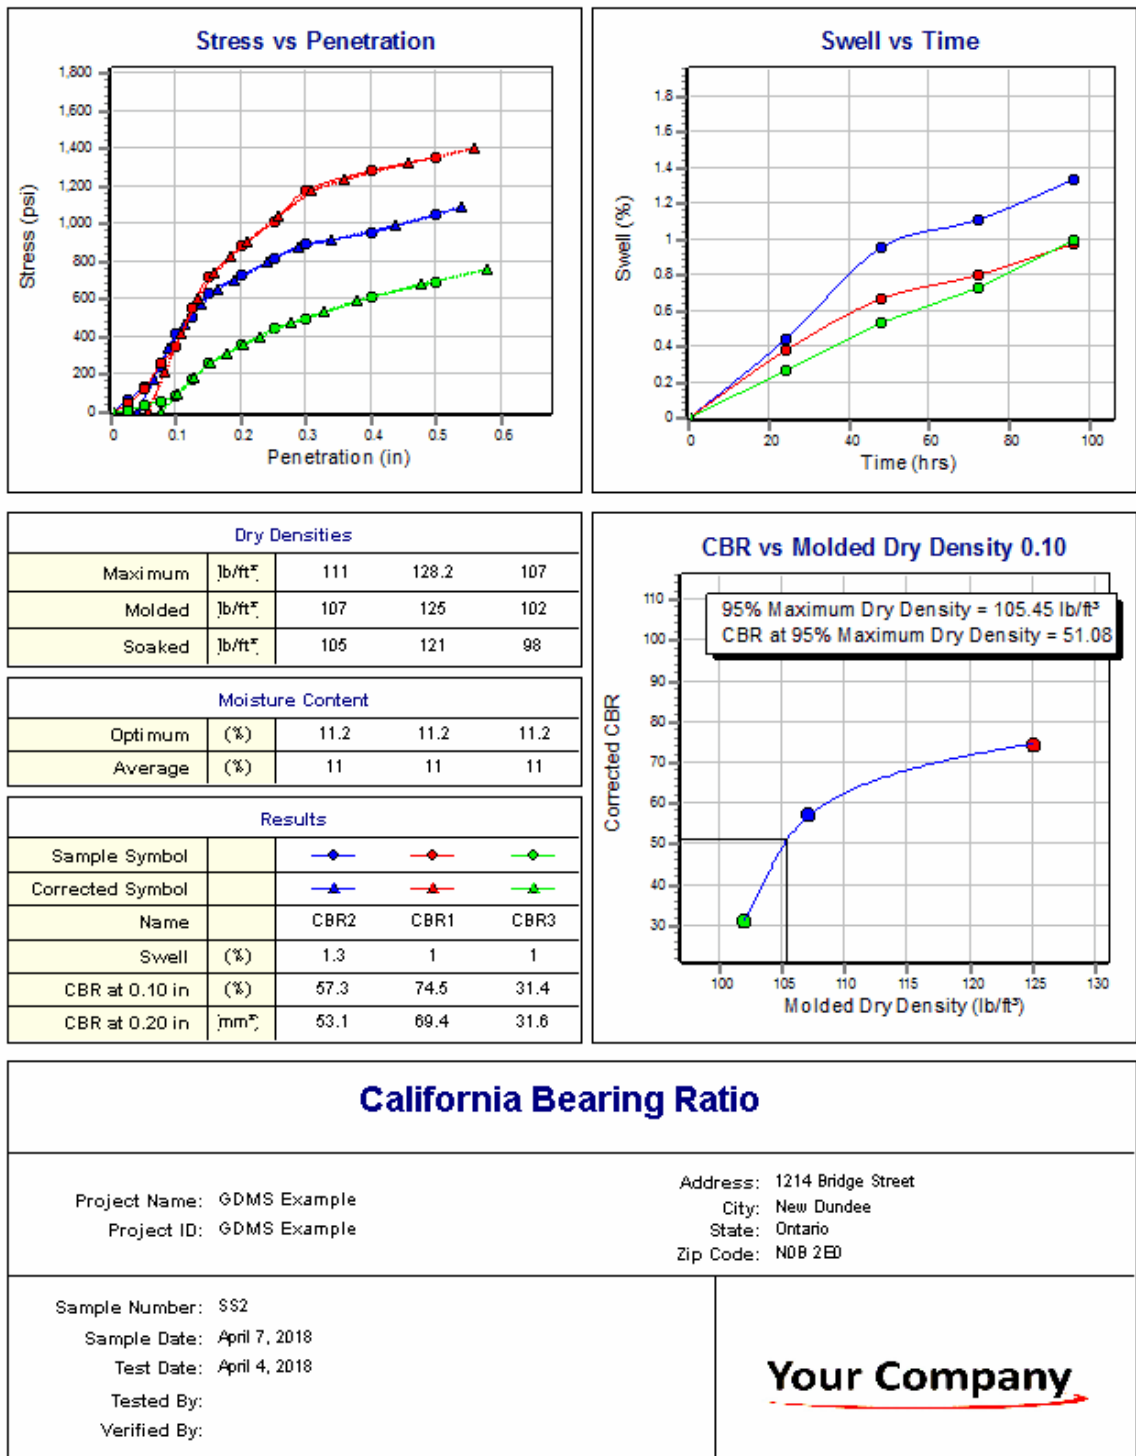 Stress vs Penetration
1,800
1,600
1,400
1,200
1,000
800
600
400
200
0
Stress (psi)
0 0.1 0.2 0.3 0.4 0.5 0.6
Penetration (in)
Swell vs Time
1.8
1.6
1.4
1.2
1
0.8
0.6
0.4
0.2
0
Swell (%)
0 20 40 60 80 100
Time (hrs)
Dry Densities
Maximum lb/ft³ 111 128.2 107
Molded lb/ft³ 107 125 102
Soaked lb/ft³ 105 121 98
Moisture Content
Optimum (%) 11.2 11.2 11.2
Average (%) 11 11 11
Results
Sample Symbol
Corrected Symbol
Name CBR2 CBR1 CBR3
Swell (%) 1.3 1 1
CBR at 0.10 in (%) 57.3 74.5 31.4
CBR at 0.20 in 53.1 69.4 31.6
CBR vs Molded Dry Density 0.10
95% Maximum Dry Density = 105.45 lb/ft³
CBR at 95% Maximum Dry Density = 51.08
110
100
90
80
70
60
50
40
30
Corrected CBR
100 105 110 115 120 125 130
Molded Dry Density (lb/ft³)
California Bearing Ratio
Project Name: GDMS Example
Project ID: GDMS Example
Address: 1214 Bridge Street
City: New Dundee
State: Ontario
Zip Code: N0B 2E0
Sample Number: SS2
Sample Date: April 7, 2018
Test Date: April 4, 2018
Tested By:
Verified By:
Your Company